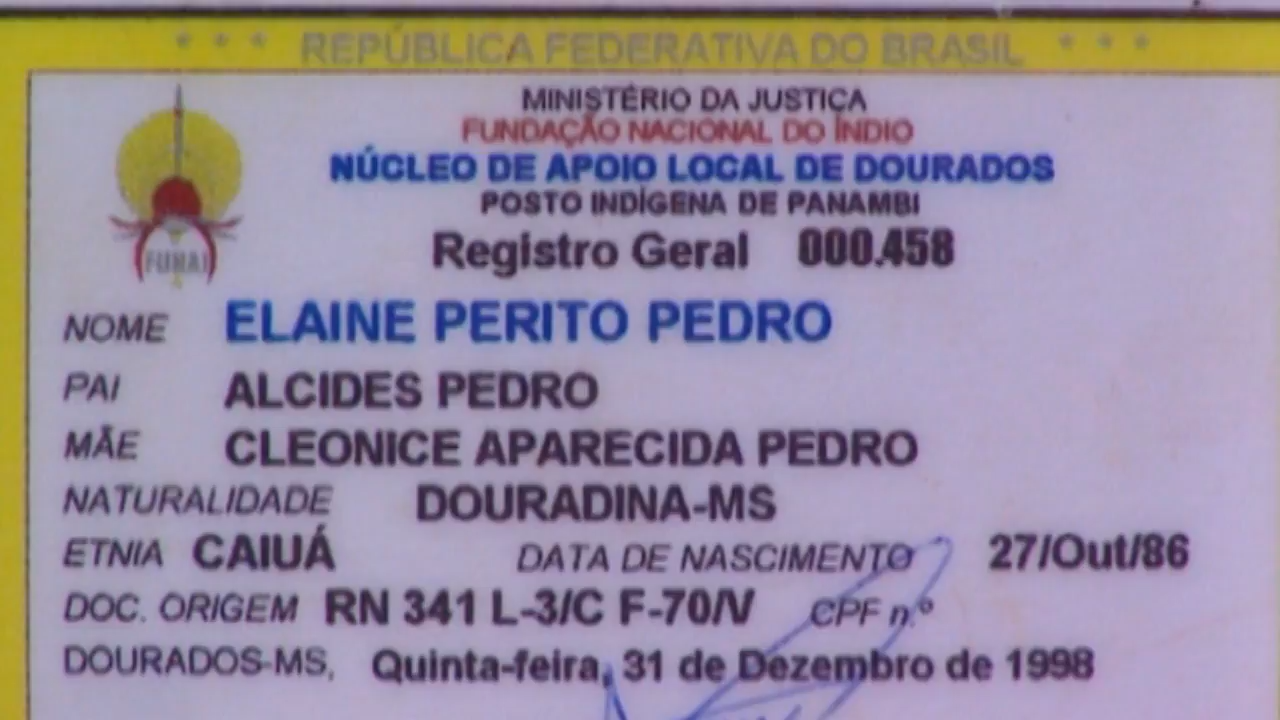 * * * REPÚBLICA FEDERATIVA DO BRASIL * * *
MINISTÉRIO DA JUSTIÇA
FUNDAÇÃO NACIONAL DO ÍNDIO
NÚCLEO DE APOIO LOCAL DE DOURADOS
POSTO INDÍGENA DE PANAMBI
FUNAI
Registro Geral 000.458
NOME ELAINE PERITO PEDRO
PAI ALCIDES PEDRO
MÃE CLEONICE APARECIDA PEDRO
NATURALIDADE DOURADINA-MS
ETNIA CAIUÁ DATA DE NASCIMENTO 27/Out/86
DOC. ORIGEM RN 341 L-3/C F-70/V CPF n.º
DOURADOS-MS, Quinta-feira, 31 de Dezembro de 1998